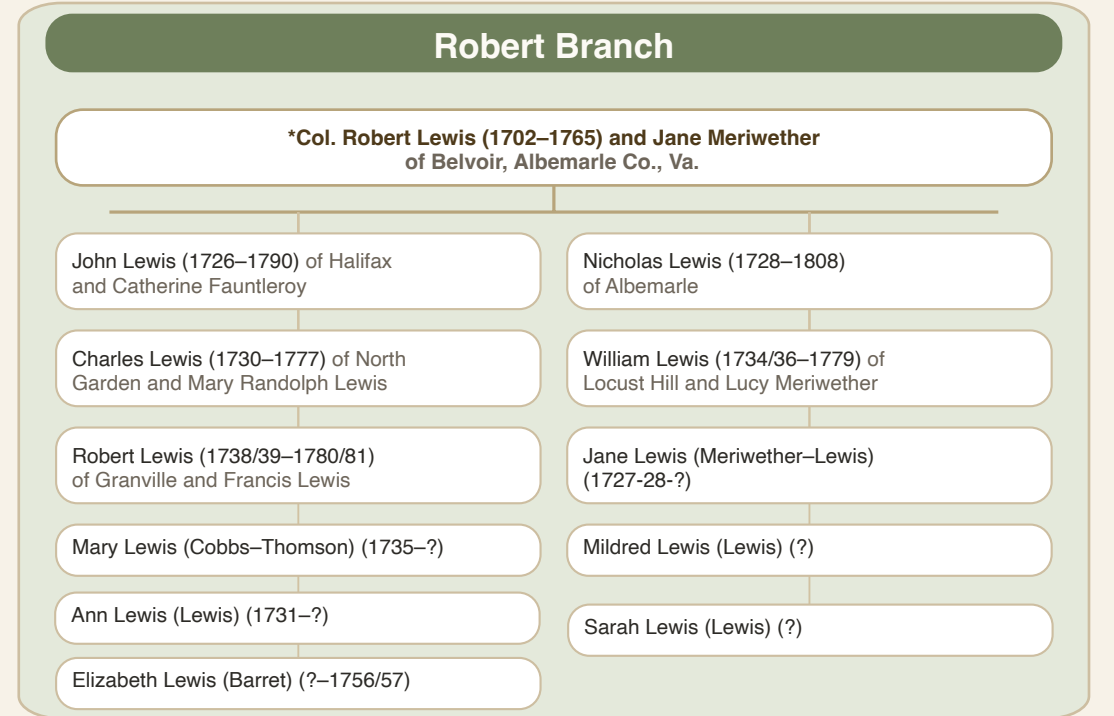 Robert Branch
*Col. Robert Lewis (1702–1765) and Jane Meriwether
of Belvoir, Albemarle Co., Va.
John Lewis (1726–1790) of Halifax
and Catherine Fauntleroy
Nicholas Lewis (1728–1808)
of Albemarle
Charles Lewis (1730–1777) of North
Garden and Mary Randolph Lewis
William Lewis (1734/36–1779) of
Locust Hill and Lucy Meriwether
Robert Lewis (1738/39–1780/81)
of Granville and Francis Lewis
Jane Lewis (Meriwether–Lewis)
(1727-28-?)
Mary Lewis (Cobbs–Thomson) (1735–?)
Mildred Lewis (Lewis) (?)
Ann Lewis (Lewis) (1731–?)
Sarah Lewis (Lewis) (?)
Elizabeth Lewis (Barret) (?–1756/57)